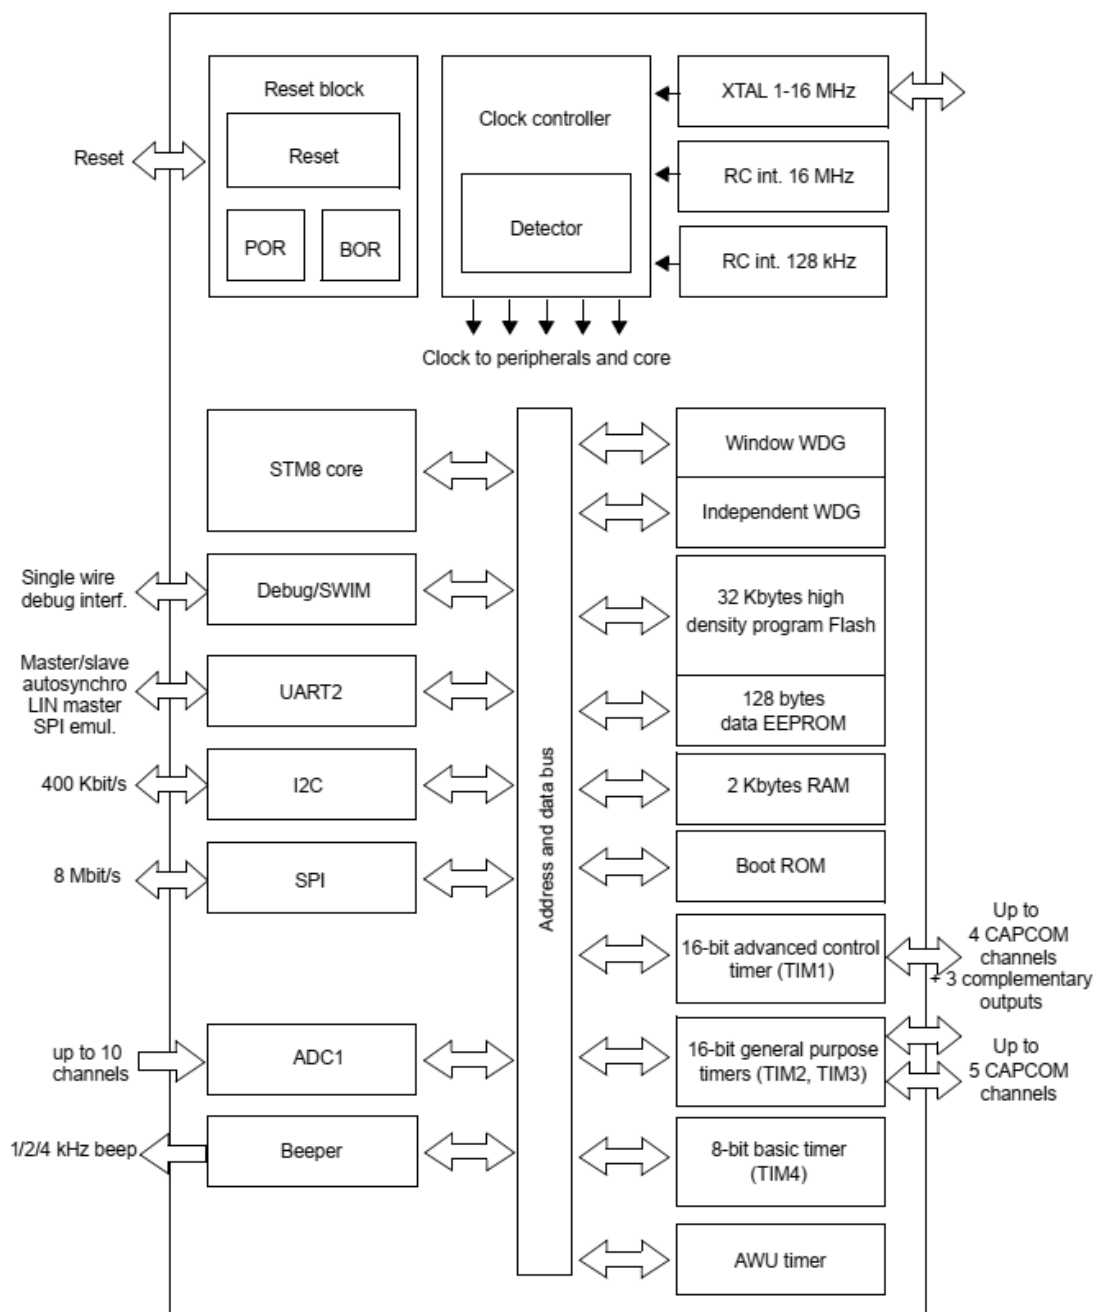 Reset block
Reset
POR
BOR
Reset
Clock controller
Detector
XTAL 1-16 MHz
RC int. 16 MHz
RC int. 128 kHz
Clock to peripherals and core
STM8 core
Single wire
debug interf.
Debug/SWIM
Master/slave
autosynchro
LIN master
SPI emul.
UART2
400 Kbit/s
I2C
8 Mbit/s
SPI
up to 10
channels
ADC1
1/2/4 kHz beep
Beeper
Address and data bus
Window WDG
Independent WDG
32 Kbytes high
density program Flash
128 bytes
data EEPROM
2 Kbytes RAM
Boot ROM
16-bit advanced control
timer (TIM1)
Up to
4 CAPCOM
channels
+ 3 complementary
outputs
16-bit general purpose
timers (TIM2, TIM3)
Up to
5 CAPCOM
channels
8-bit basic timer
(TIM4)
AWU timer